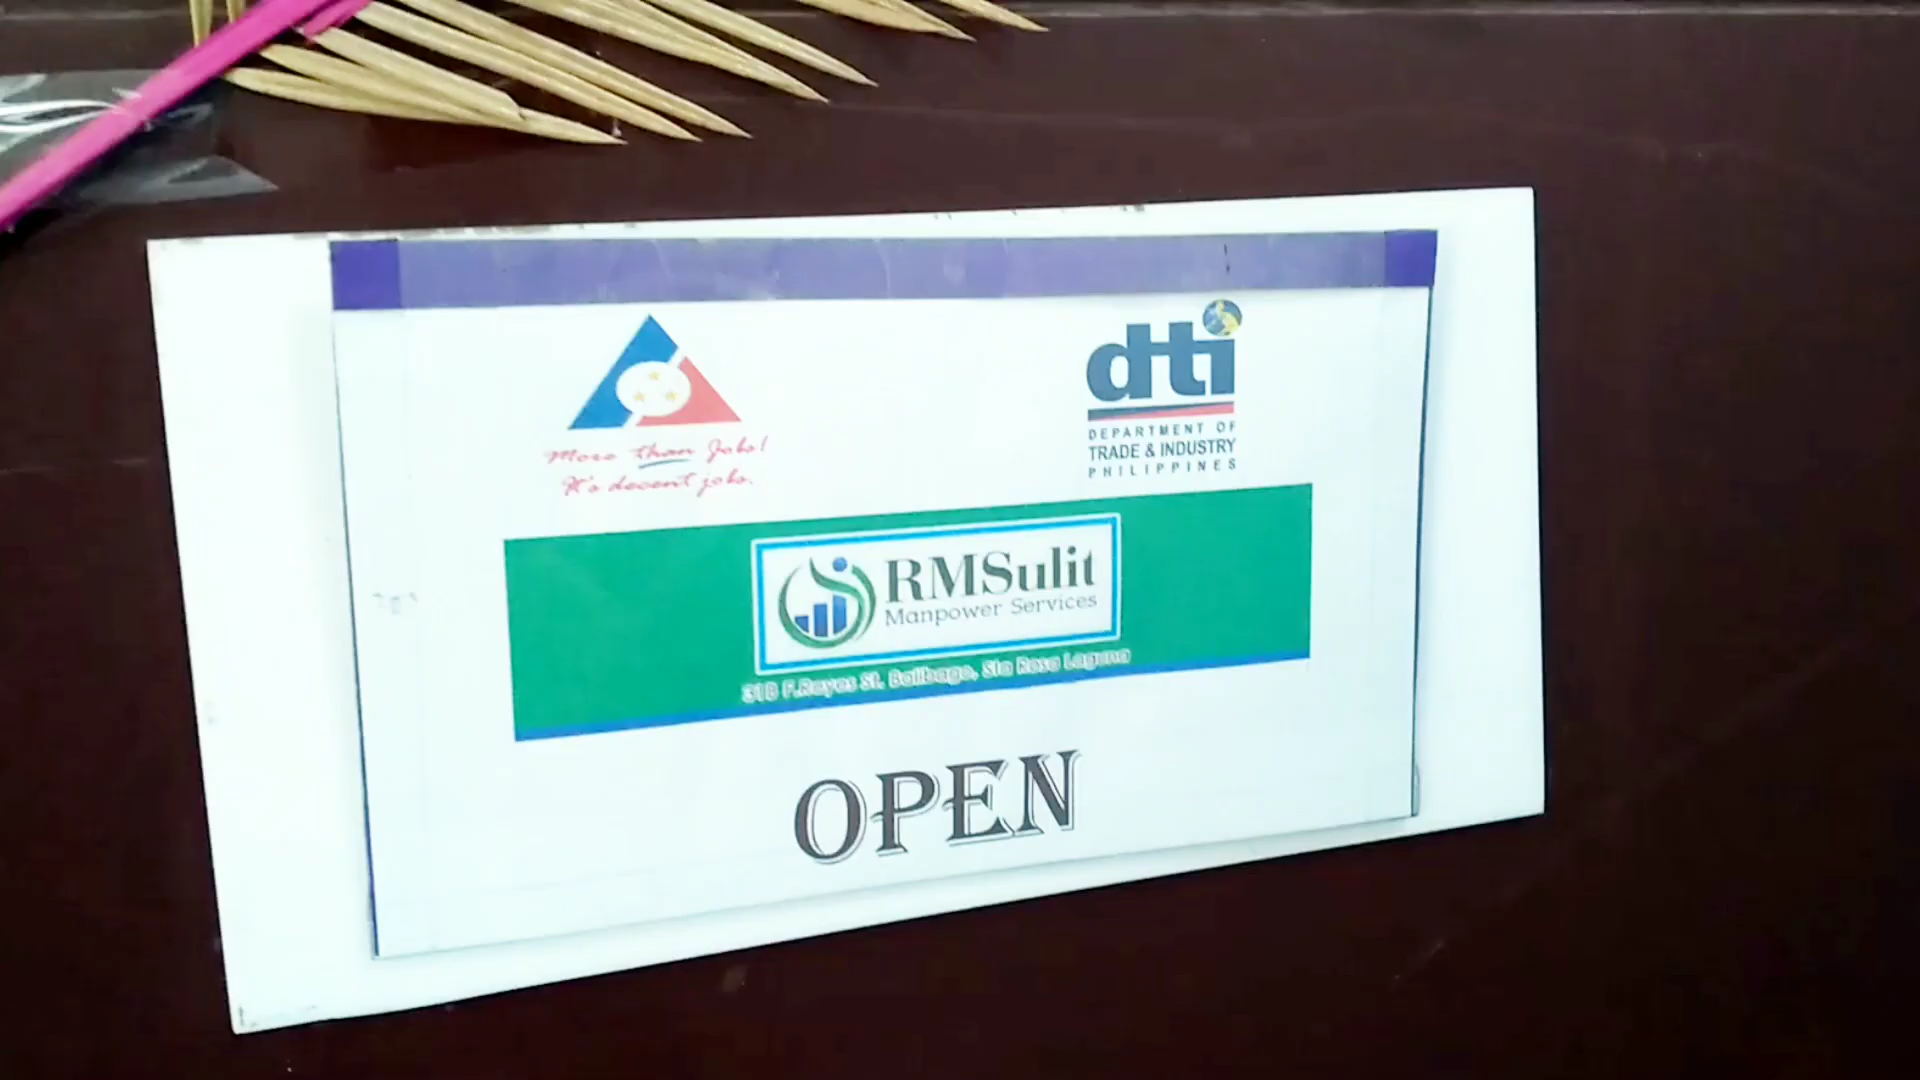 More than Jobs!
It's decent jobs.
dti
DEPARTMENT OF
TRADE & INDUSTRY
PHILIPPINES
RMSulit
Manpower Services
31B F.Reyes St. Balibago, Sta Rosa Laguna
OPEN